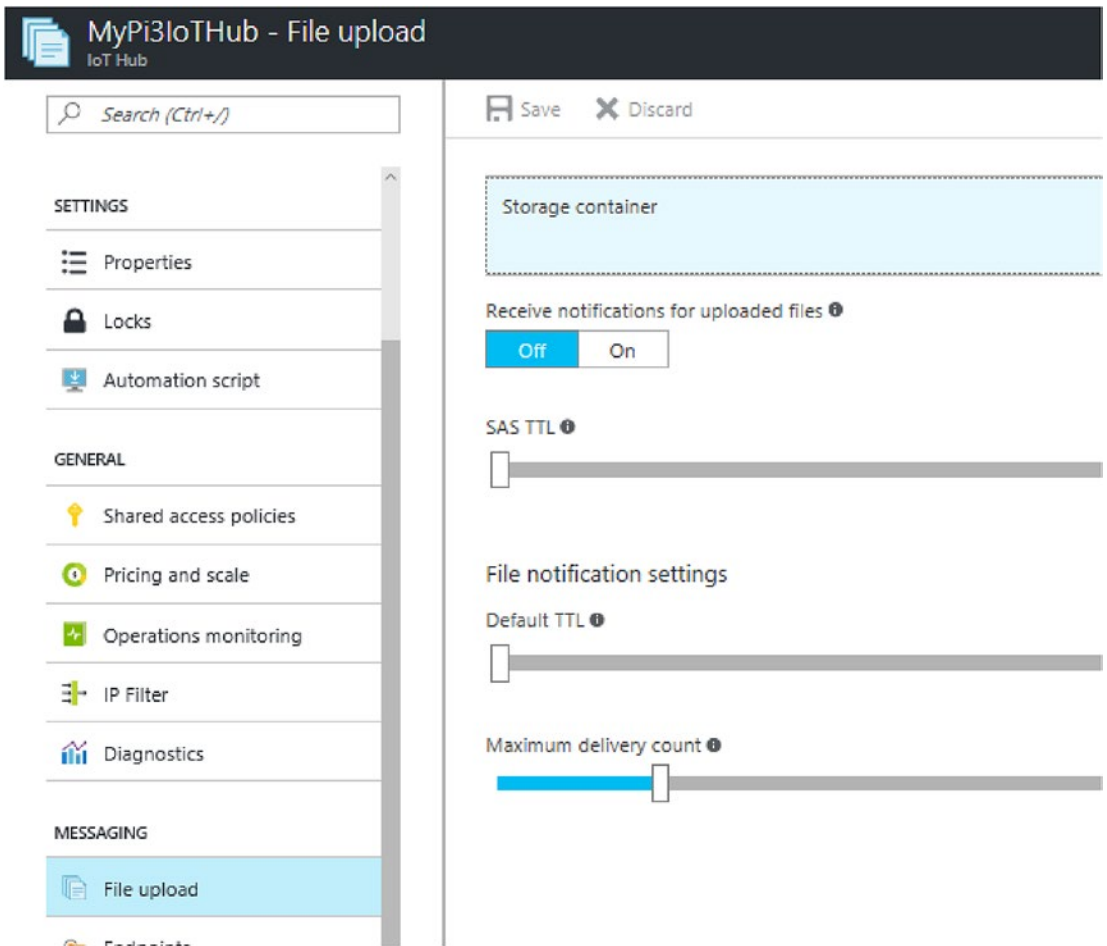 MyPi3IoTHub - File upload
IoT Hub
Search (Ctrl+/)
SETTINGS
Properties
Locks
Automation script
GENERAL
Shared access policies
Pricing and scale
Operations monitoring
IP Filter
Diagnostics
MESSAGING
File upload
Save Discard
Storage container
Receive notifications for uploaded files
Off On
SAS TTL
File notification settings
Default TTL
Maximum delivery count